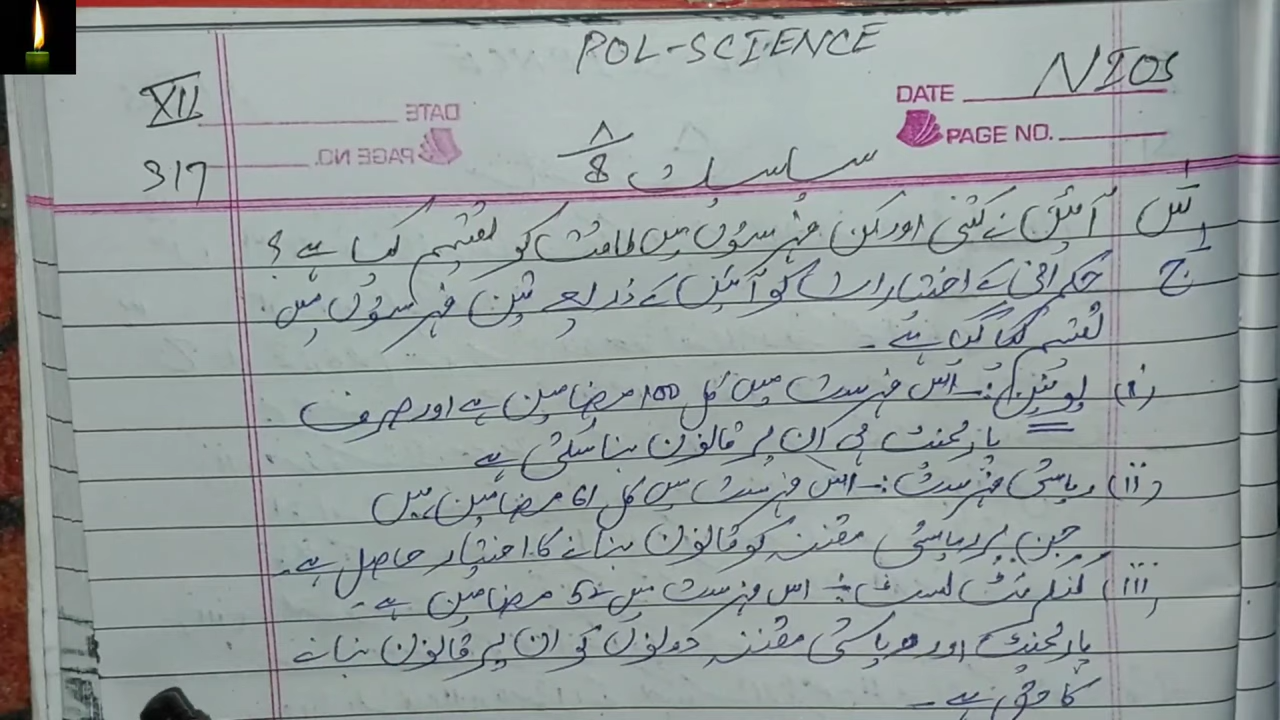 POL-SCIENCE
NIOS
XII
DATE
DATE
PAGE NO.
PAGE NO.
317
۸/8
سیاسیات
س۱ آئین نے کتنی اور کن فہرستوں میں طاقت کو تقسیم کیا ہے؟
ج حکمرانی کے اختیارات کو آئین کے ذریعے تین فہرستوں میں
تقسیم کیا گیا ہے۔
(i) یونین :- اس فہرست میں کل 100 مضامین ہے اور صرف
پارلیمنٹ ہی ان پر قانون بنا سکتی ہے
(ii) ریاستی فہرست :- اس فہرست میں کل 61 مضامین ہیں
جن پر ریاستی مقننہ کو قانون بنانے کا اختیار حاصل ہے۔
(iii) کنکرنٹ لسٹ :- اس فہرست میں 52 مضامین ہے۔
پارلیمنٹ اور ریاستی مقننہ دونوں کو ان پر قانون بنانے
کا حق ہے۔